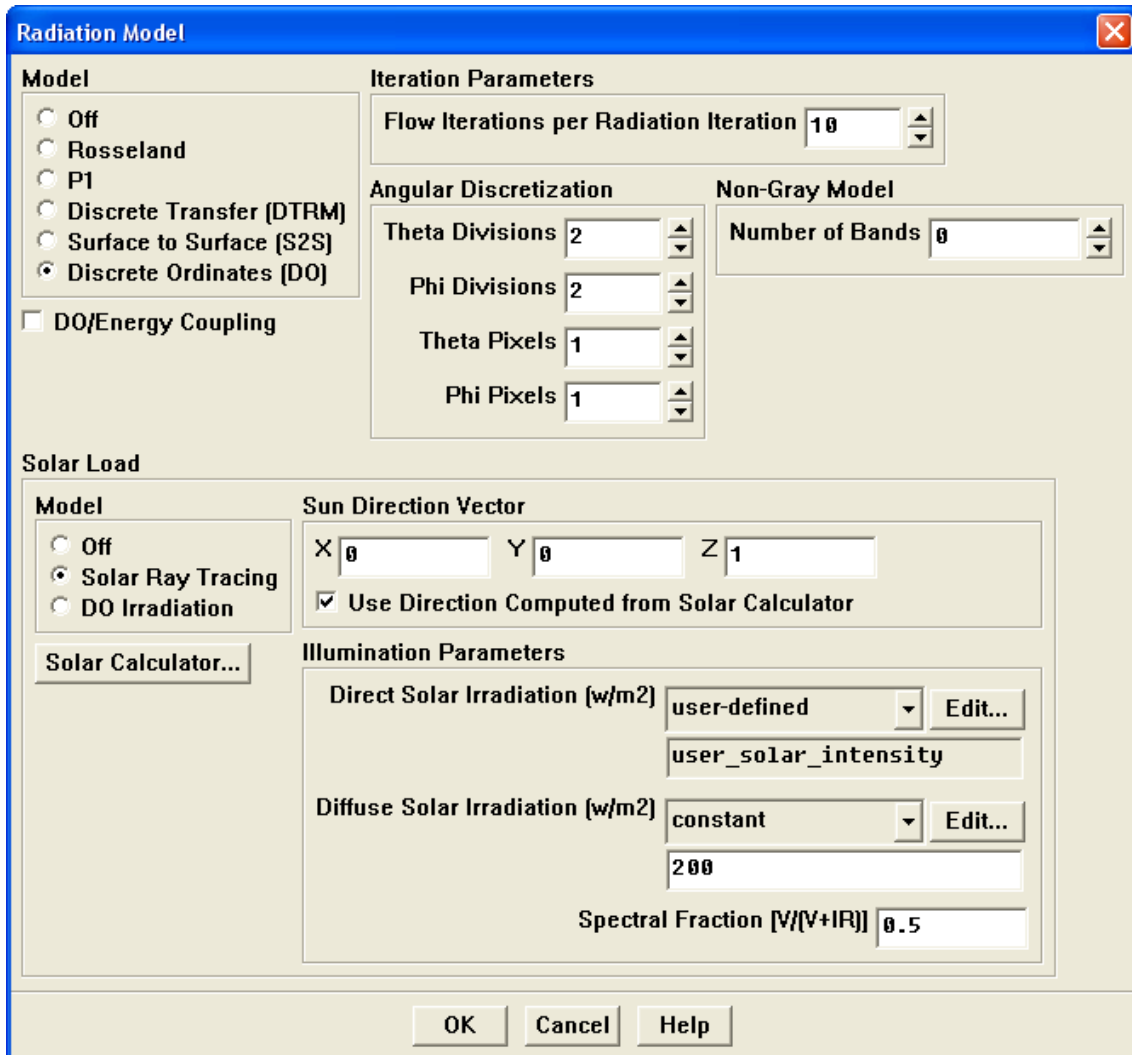 Radiation Model
Model
Off
Rosseland
P1
Discrete Transfer (DTRM)
Surface to Surface (S2S)
Discrete Ordinates (DO)
DO/Energy Coupling
Iteration Parameters
Flow Iterations per Radiation Iteration 10
Angular Discretization
Theta Divisions 2
Phi Divisions 2
Theta Pixels 1
Phi Pixels 1
Non-Gray Model
Number of Bands 0
Solar Load
Model
Off
Solar Ray Tracing
DO Irradiation
Solar Calculator...
Sun Direction Vector
X 0 Y 0 Z 1
Use Direction Computed from Solar Calculator
Illumination Parameters
Direct Solar Irradiation (w/m2) user-defined Edit...
user_solar_intensity
Diffuse Solar Irradiation (w/m2) constant Edit...
200
Spectral Fraction [V/(V+IR)] 0.5
OK Cancel Help